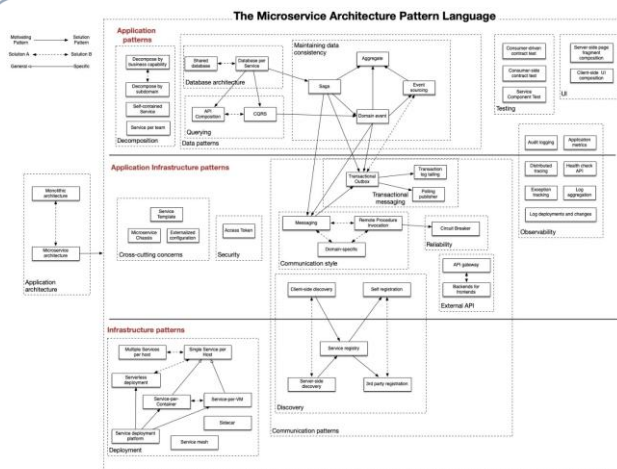 The Microservice Architecture Pattern Language
Motivating
Pattern
Solution
Pattern
Solution A
Solution B
General
Specific
Application
patterns
Decompose by
business capability
Decompose by
subdomain
Self-contained
Service
Service per team
Decomposition
Shared
database
Database per
Service
Database architecture
API
Composition
CQRS
Querying
Data patterns
Maintaining data
consistency
Aggregate
Saga
Event
sourcing
Domain event
Consumer-driven
contract test
Consumer-side
contract test
Service
Component Test
Testing
Server-side page
fragment
composition
Client-side UI
composition
UI
Application Infrastructure patterns
Transactional
Outbox
Transaction
log tailing
Polling
publisher
Transactional
messaging
Audit logging
Application
metrics
Distributed
tracing
Health check
API
Exception
tracking
Log
aggregation
Log deployments and changes
Observability
Monolithic
architecture
Microservice
architecture
Application
architecture
Service
Template
Microservice
Chassis
Externalized
configuration
Cross-cutting concerns
Access Token
Security
Messaging
Remote Procedure
Invocation
Domain-specific
Communication style
Circuit Breaker
Reliability
API gateway
Backends for
frontends
External API
Client-side discovery
Self registration
Service registry
Server-side
discovery
3rd party registration
Discovery
Communication patterns
Infrastructure patterns
Multiple Services
per host
Single Service per
Host
Serverless
deployment
Service-per-
Container
Service-per-VM
Service deployment
platform
Sidecar
Service mesh
Deployment